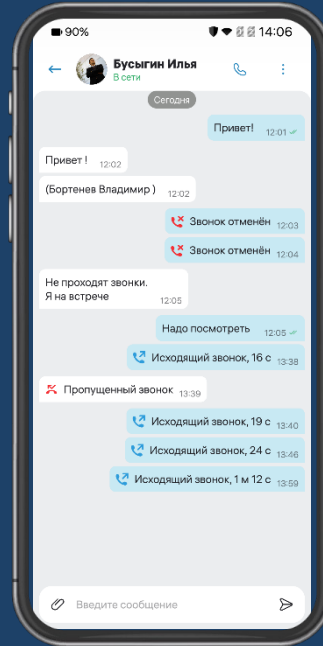 90%
14:06
Бусыгин Илья
В сети
Сегодня
Привет! 12:01
Привет ! 12:02
(Бортенев Владимир ) 12:02
Звонок отменён 12:03
Звонок отменён 12:04
Не проходят звонки.
Я на встрече 12:05
Надо посмотреть 12:05
Исходящий звонок, 16 с 13:38
Пропущенный звонок 13:39
Исходящий звонок, 19 с 13:40
Исходящий звонок, 24 с 13:46
Исходящий звонок, 1 м 12 с 13:59
Введите сообщение